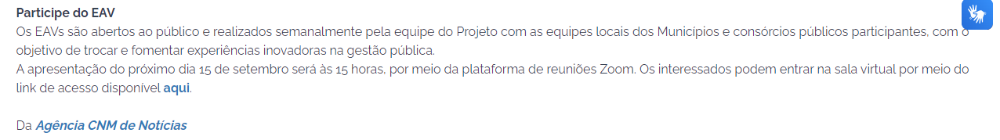 Participe do EAV
Os EAVs são abertos ao público e realizados semanalmente pela equipe do Projeto com as equipes locais dos Municípios e consórcios públicos participantes, com o
objetivo de trocar e fomentar experiências inovadoras na gestão pública.
A apresentação do próximo dia 15 de setembro será às 15 horas, por meio da plataforma de reuniões Zoom. Os interessados podem entrar na sala virtual por meio do
link de acesso disponível aqui.
Da Agência CNM de Notícias